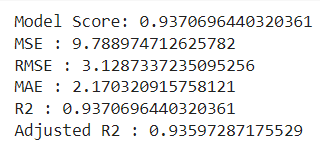 Model Score: 0.9370696440320361
MSE : 9.788974712625782
RMSE : 3.1287337235095256
MAE : 2.170320915758121
R2 : 0.9370696440320361
Adjusted R2 : 0.93597287175529